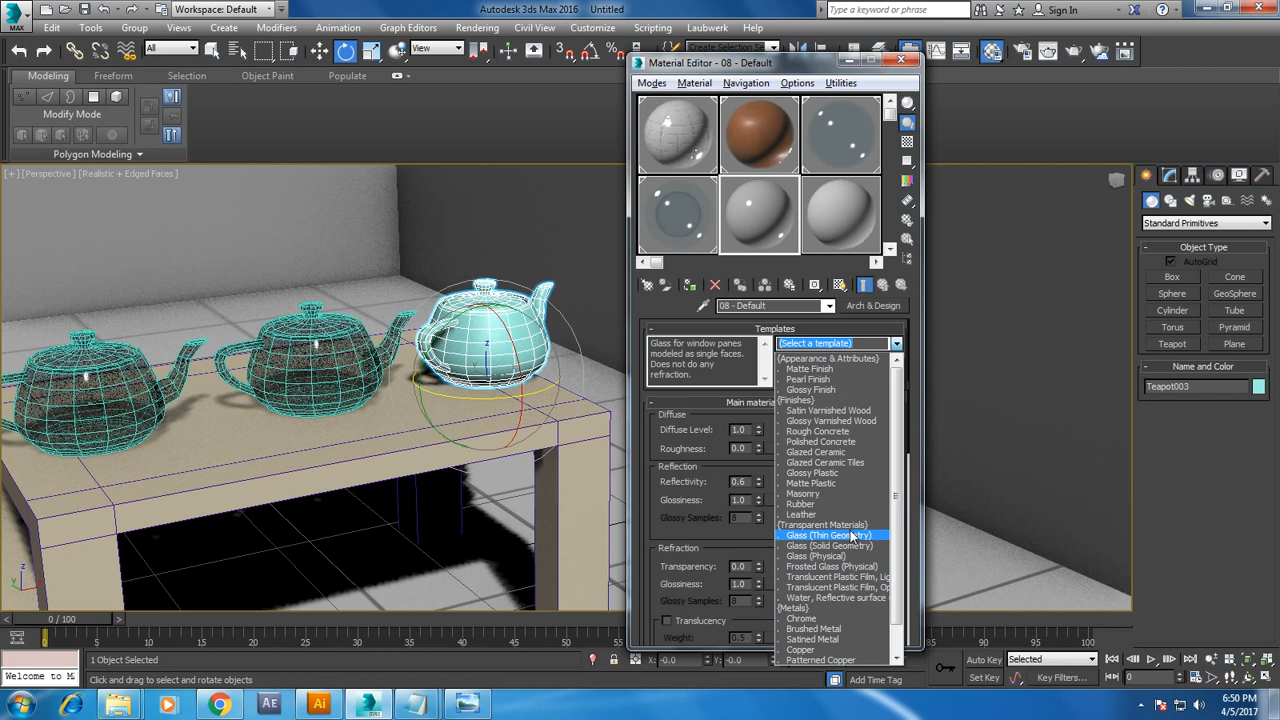 Workspace: Default
Autodesk 3ds Max 2016 Untitled
Type a keyword or phrase
Sign In
MAX
Edit Tools Group Views Create Modifiers Animation Graph Editors Rendering Civil View Customize Scripting Laubwerk Help
All
View
Create Selection Se
Modeling Freeform Selection Object Paint Populate
Modify Mode
Polygon Modeling
[+] [Perspective] [Realistic + Edged Faces]
Material Editor - 08 - Default
Modes Material Navigation Options Utilities
08 - Default
Arch & Design
Templates
Glass for window panes
modeled as single faces.
Does not do any
refraction.
(Select a template)
{Appearance & Attributes}
. Matte Finish
. Pearl Finish
. Glossy Finish
{Finishes}
. Satin Varnished Wood
. Glossy Varnished Wood
. Rough Concrete
. Polished Concrete
. Glazed Ceramic
. Glazed Ceramic Tiles
. Glossy Plastic
. Matte Plastic
. Masonry
. Rubber
. Leather
{Transparent Materials}
. Glass (Thin Geometry)
. Glass (Solid Geometry)
. Glass (Physical)
. Frosted Glass (Physical)
. Translucent Plastic Film, Lig
. Translucent Plastic Film, Op
. Water, Reflective surface
{Metals}
. Chrome
. Brushed Metal
. Satined Metal
. Copper
. Patterned Copper
Main materia
Diffuse
Diffuse Level: 1.0
Roughness: 0.0
Reflection
Reflectivity: 0.6
Glossiness: 1.0
Glossy Samples: 8
Refraction
Transparency: 0.0
Glossiness: 1.0
Glossy Samples: 8
Translucency
Weight: 0.5
Standard Primitives
Object Type
AutoGrid
Box Cone
Sphere GeoSphere
Cylinder Tube
Torus Pyramid
Teapot Plane
Name and Color
Teapot003
0 / 100
0 5 10 15 20 25 30 35 40 45 50 55 85 90 95 100
1 Object Selected
X: -0.0 Y: -0.0
Auto Key Selected
Welcome to M
Click and drag to select and rotate objects
Add Time Tag
Set Key Key Filters... 0
Ae Ai
MAX
6:50 PM
4/5/2017